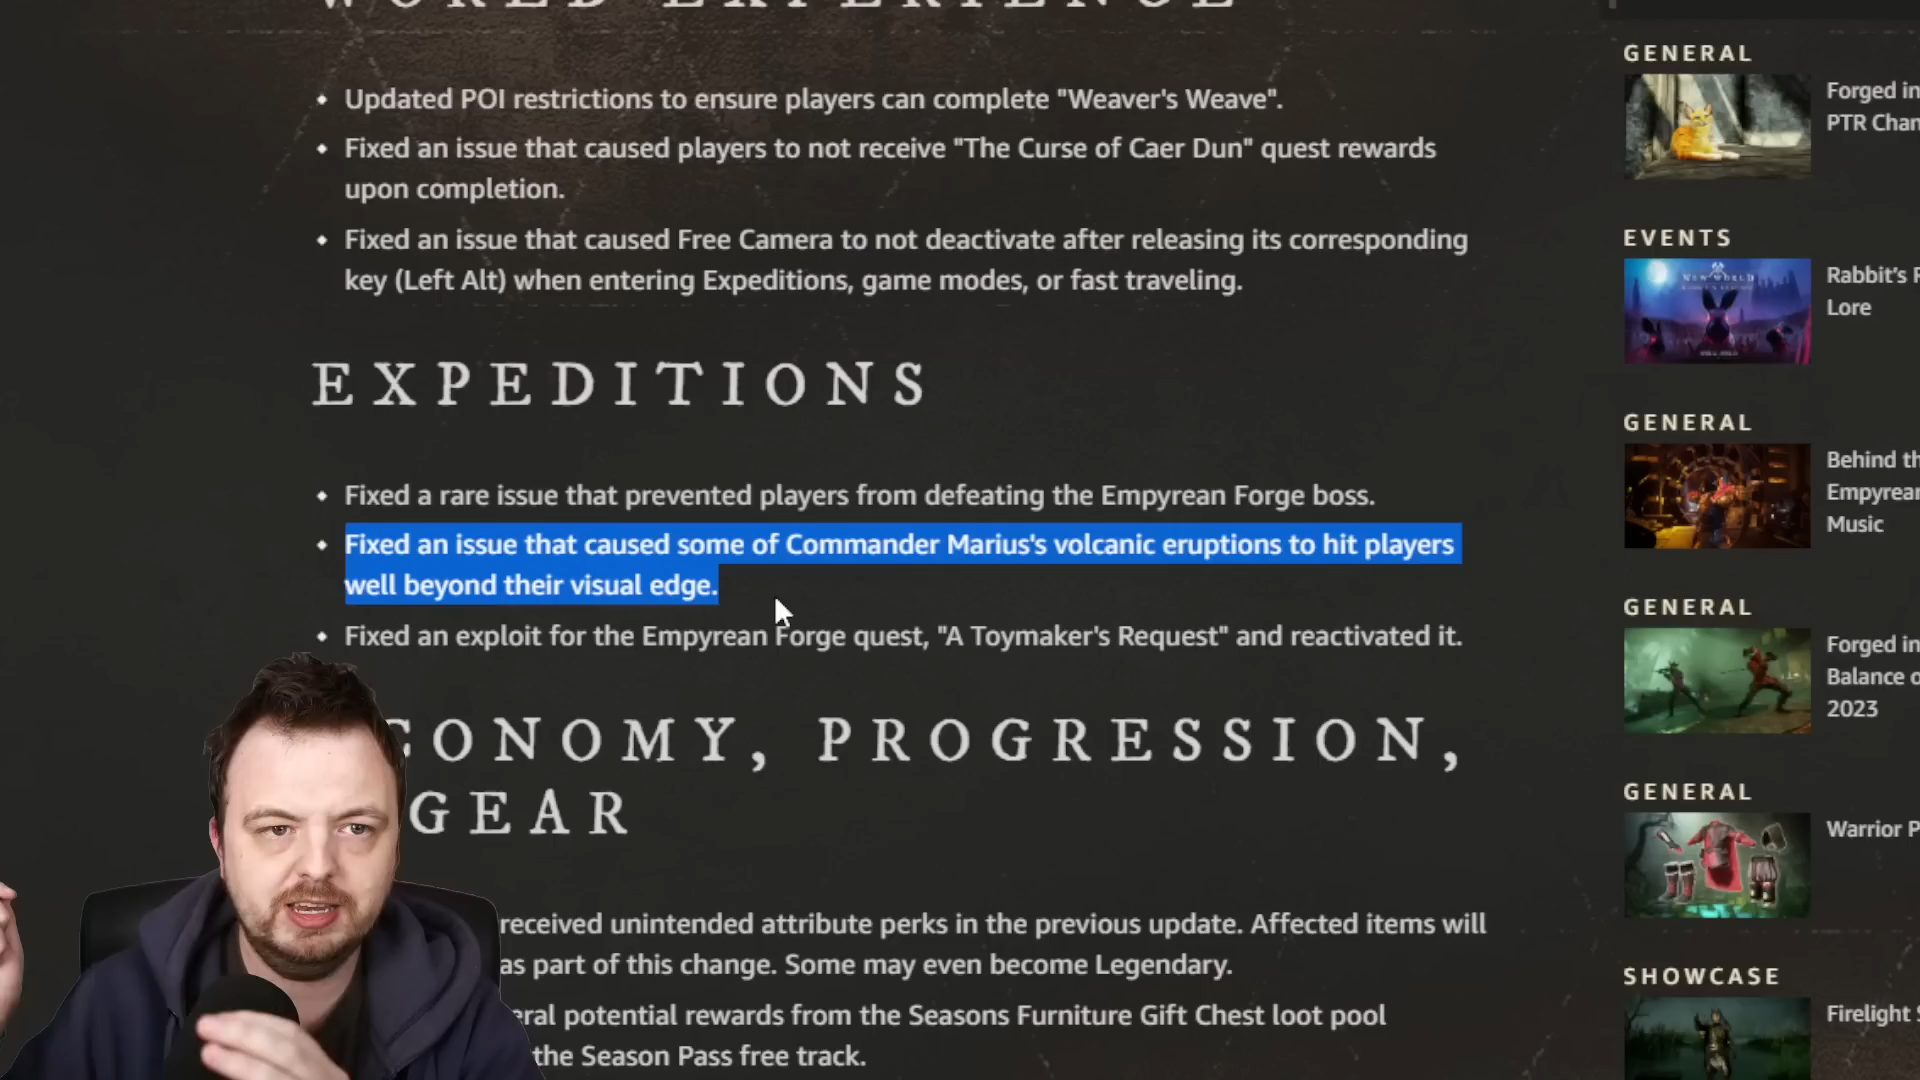 WORLD EXPERIENCE
Updated POI restrictions to ensure players can complete "Weaver's Weave".
Fixed an issue that caused players to not receive "The Curse of Caer Dun" quest rewards
upon completion.
Fixed an issue that caused Free Camera to not deactivate after releasing its corresponding
key (Left Alt) when entering Expeditions, game modes, or fast traveling.
EXPEDITIONS
Fixed a rare issue that prevented players from defeating the Empyrean Forge boss.
Fixed an issue that caused some of Commander Marius's volcanic eruptions to hit players
well beyond their visual edge.
Fixed an exploit for the Empyrean Forge quest, "A Toymaker's Request" and reactivated it.
CONOMY, PROGRESSION,
GEAR
received unintended attribute perks in the previous update. Affected items will
as part of this change. Some may even become Legendary.
eral potential rewards from the Seasons Furniture Gift Chest loot pool
the Season Pass free track.
GENERAL
Forged in
PTR Chan
EVENTS
NEW WORLD
Rabbit's R
Lore
GENERAL
Behind th
Empyrean
Music
GENERAL
Forged in
Balance o
2023
GENERAL
Warrior P
SHOWCASE
Firelight S